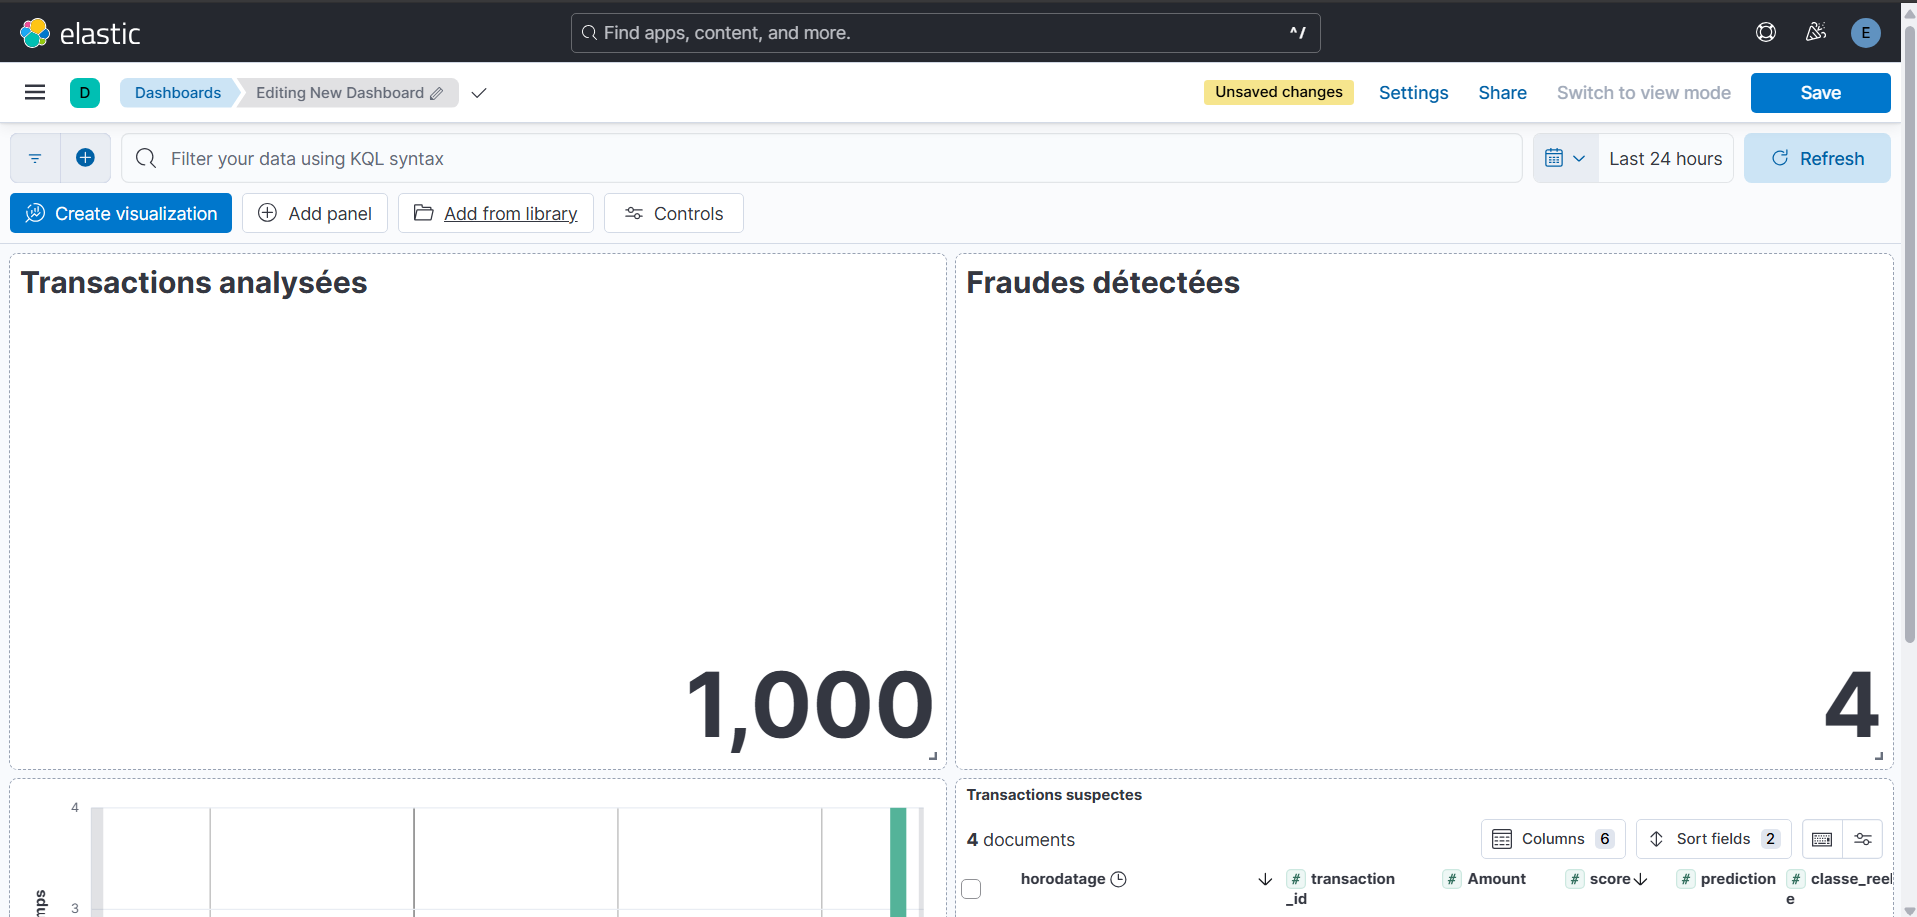 elastic
Find apps, content, and more.
^/
E
D
Dashboards
Editing New Dashboard
Unsaved changes
Settings
Share
Switch to view mode
Save
Filter your data using KQL syntax
Last 24 hours
Refresh
Create visualization
Add panel
Add from library
Controls
Transactions analysées
1,000
Fraudes détectées
4
4
3
Transactions suspectes
4 documents
Columns 6
Sort fields 2
horodatage
# transaction_id
# Amount
# score
# prediction
# classe_reelle